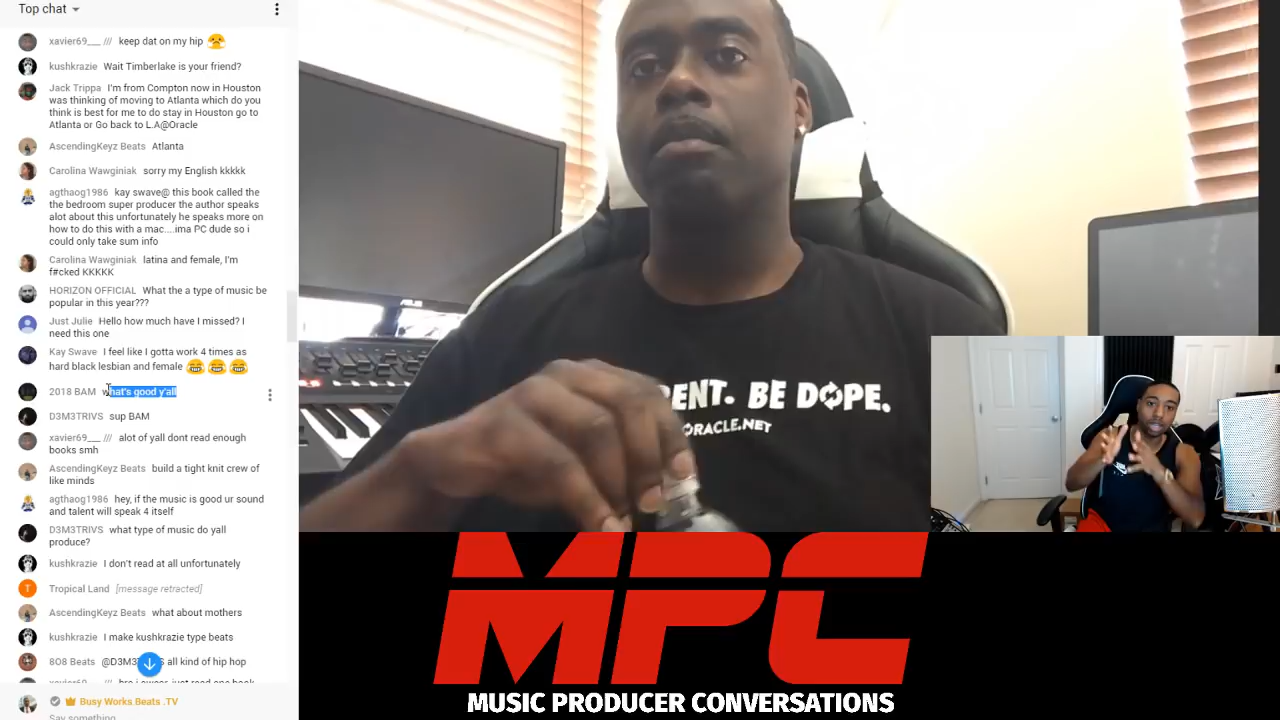 Top chat
xavier69___ /// keep dat on my hip
kushkrazie Wait Timberlake is your friend?
Jack Trippa I'm from Compton now in Houston
was thinking of moving to Atlanta which do you
think is best for me to do stay in Houston go to
Atlanta or Go back to L.A@Oracle
AscendingKeyz Beats Atlanta
Carolina Wawginiak sorry my English kkkkk
agthaog1986 kay swave@ this book called the
the bedroom super producer the author speaks
alot about this unfortunately he speaks more on
how to do this with a mac....ima PC dude so i
could only take sum info
Carolina Wawginiak latina and female, I'm
f#cked KKKKK
HORIZON OFFICIAL What the a type of music be
popular in this year???
Just Julie Hello how much have I missed? I
need this one
Kay Swave I feel like I gotta work 4 times as
hard black lesbian and female
2018 BAM what's good y'all
D3M3TRIVS sup BAM
xavier69___ /// alot of yall dont read enough
books smh
AscendingKeyz Beats build a tight knit crew of
like minds
agthaog1986 hey, if the music is good ur sound
and talent will speak 4 itself
D3M3TRIVS what type of music do yall
produce?
kushkrazie I don't read at all unfortunately
T Tropical Land [message retracted]
AscendingKeyz Beats what about mothers
kushkrazie I make kushkrazie type beats
808 Beats all kind of hip hop
Busy Works Beats .TV
Say something...
BE DOPE.
MPC
MUSIC PRODUCER CONVERSATIONS